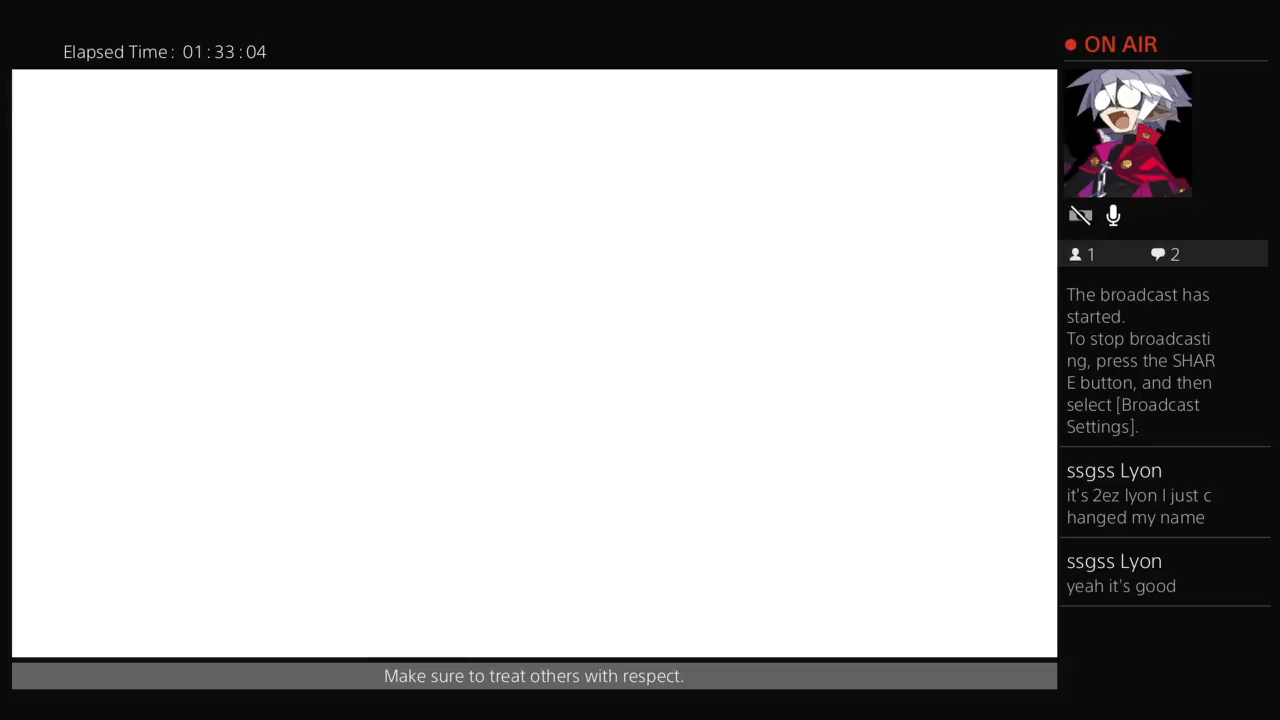 Elapsed Time: 01:33:04
ON AIR
1 2
The broadcast has
started.
To stop broadcasti
ng, press the SHAR
E button, and then
select [Broadcast
Settings].
ssgss Lyon
it's 2ez lyon I just c
hanged my name
ssgss Lyon
yeah it's good
Make sure to treat others with respect.